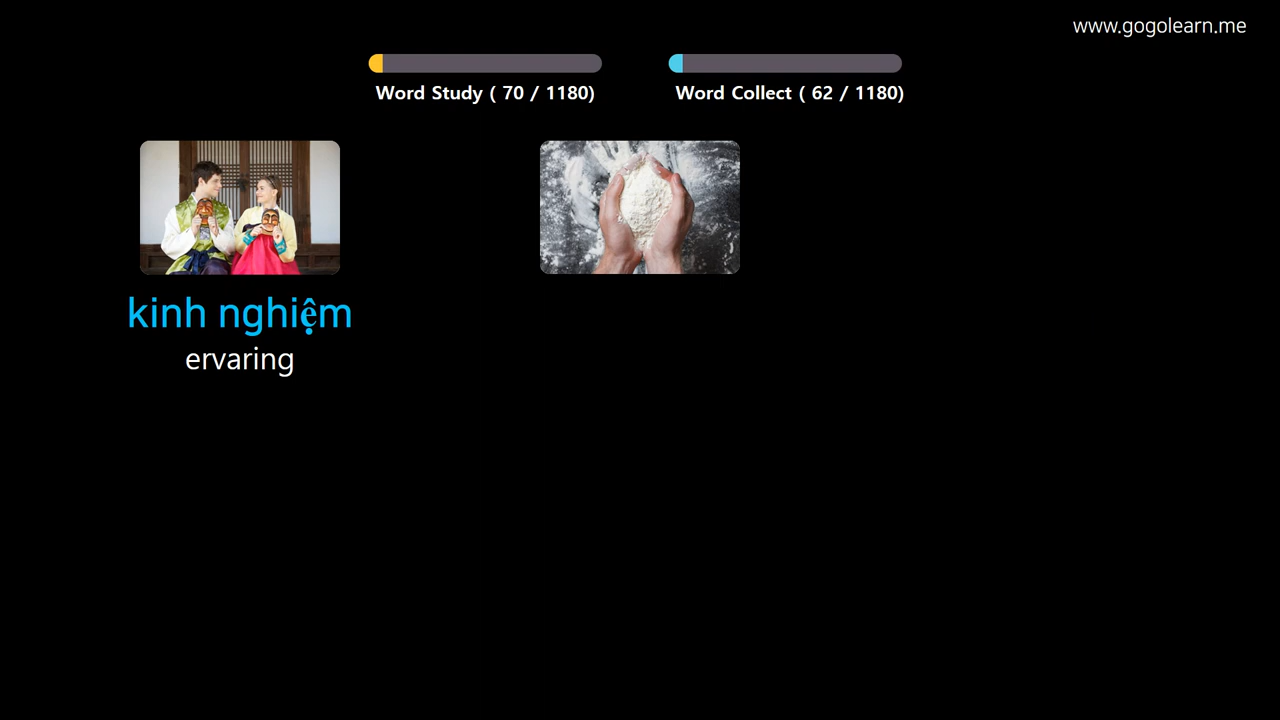 www.gogolearn.me
Word Study ( 70 / 1180)
Word Collect ( 62 / 1180)
kinh nghiệm
ervaring